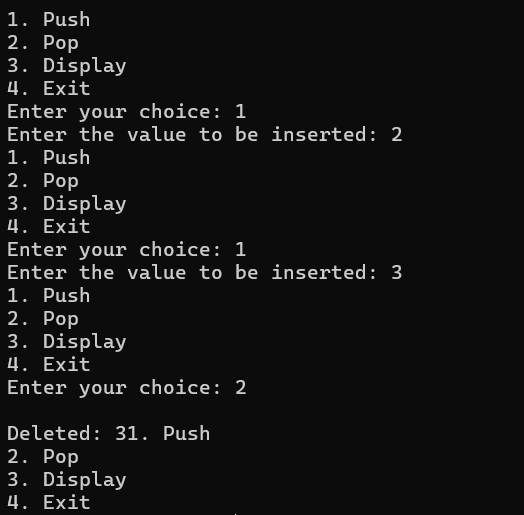 1. Push
2. Pop
3. Display
4. Exit
Enter your choice: 1
Enter the value to be inserted: 2
1. Push
2. Pop
3. Display
4. Exit
Enter your choice: 1
Enter the value to be inserted: 3
1. Push
2. Pop
3. Display
4. Exit
Enter your choice: 2
Deleted: 31. Push
2. Pop
3. Display
4. Exit